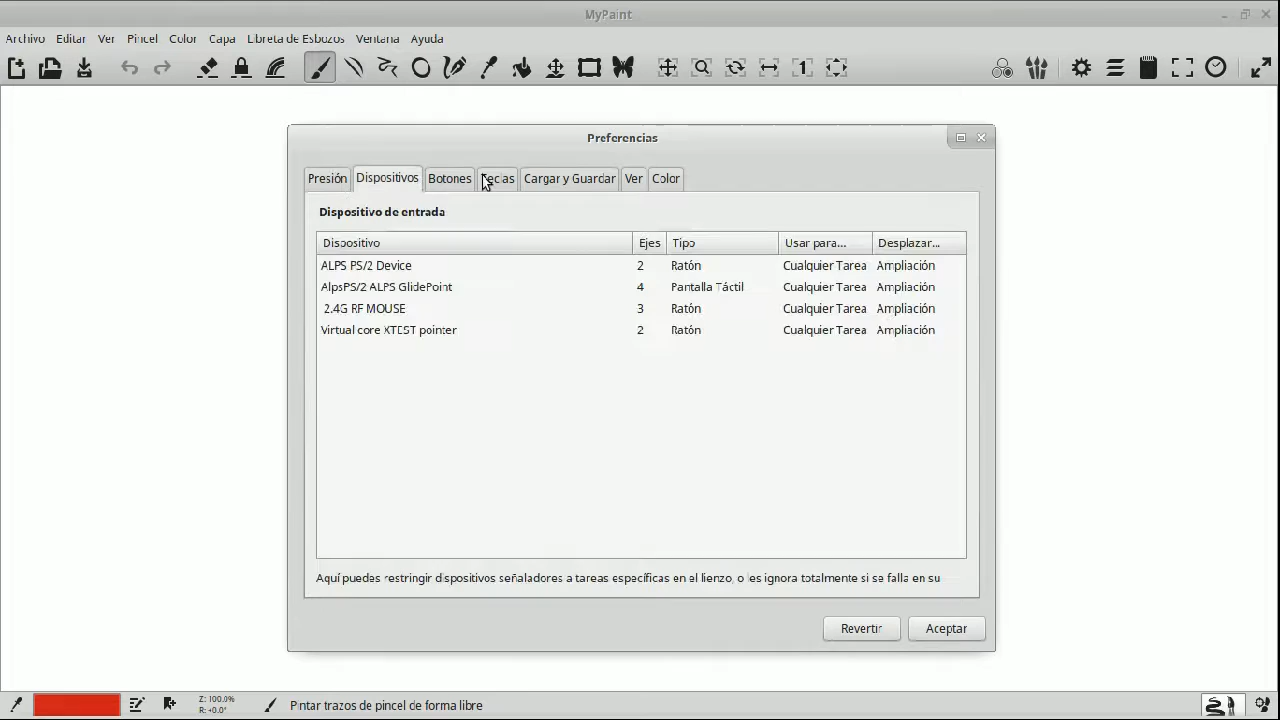 MyPaint
Archivo Editar Ver Pincel Color Capa Libreta de Esbozos Ventana Ayuda
Preferencias
Presión Dispositivos Botones Teclas Cargar y Guardar Ver Color
Dispositivo de entrada
Dispositivo Ejes Tipo Usar para... Desplazar...
ALPS PS/2 Device 2 Ratón Cualquier Tarea Ampliación
AlpsPS/2 ALPS GlidePoint 4 Pantalla Táctil Cualquier Tarea Ampliación
2.4G RF MOUSE 3 Ratón Cualquier Tarea Ampliación
Virtual core XTEST pointer 2 Ratón Cualquier Tarea Ampliación
Aquí puedes restringir dispositivos señaladores a tareas específicas en el lienzo, o les ignora totalmente si se falla en su
Revertir Aceptar
Z: 100.0%
R: +0.0°
Pintar trazos de pincel de forma libre